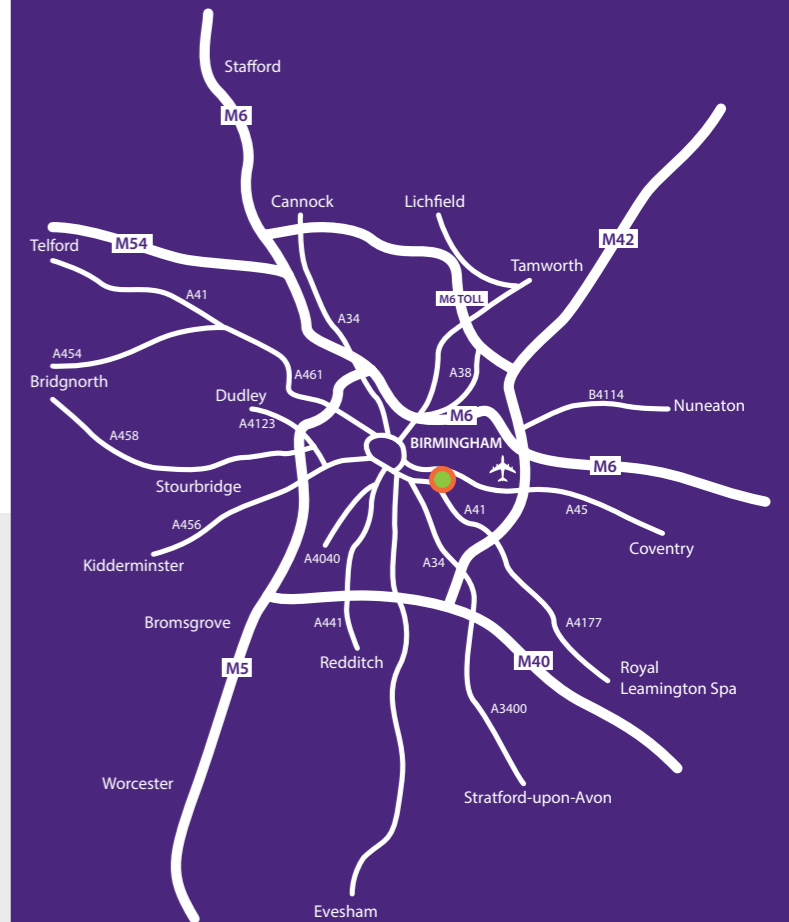 Stafford
M6
Cannock
Lichfield
M42
M54
Telford
Tamworth
A41
M6 TOLL
A34
A454
A461
A38
Bridgnorth
Dudley
B4114
Nuneaton
A4123
M6
BIRMINGHAM
A458
M6
Stourbridge
A456
A41
A45
Coventry
Kidderminster
A4040
A34
Bromsgrove
A441
A4177
Redditch
M40
M5
Royal
Leamington Spa
A3400
Worcester
Stratford-upon-Avon
Evesham